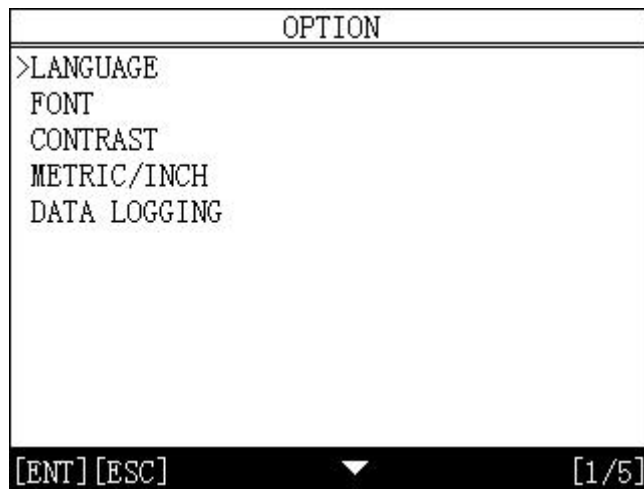 OPTION
>LANGUAGE
FONT
CONTRAST
METRIC/INCH
DATA LOGGING
[ENT][ESC] [1/5]